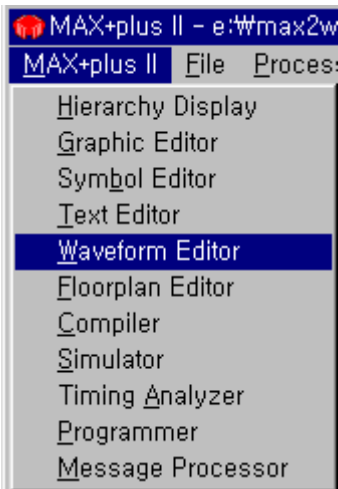 MAX+plus II - e:₩max2w
MAX+plus II File Process
Hierarchy Display
Graphic Editor
Symbol Editor
Text Editor
Waveform Editor
Floorplan Editor
Compiler
Simulator
Timing Analyzer
Programmer
Message Processor